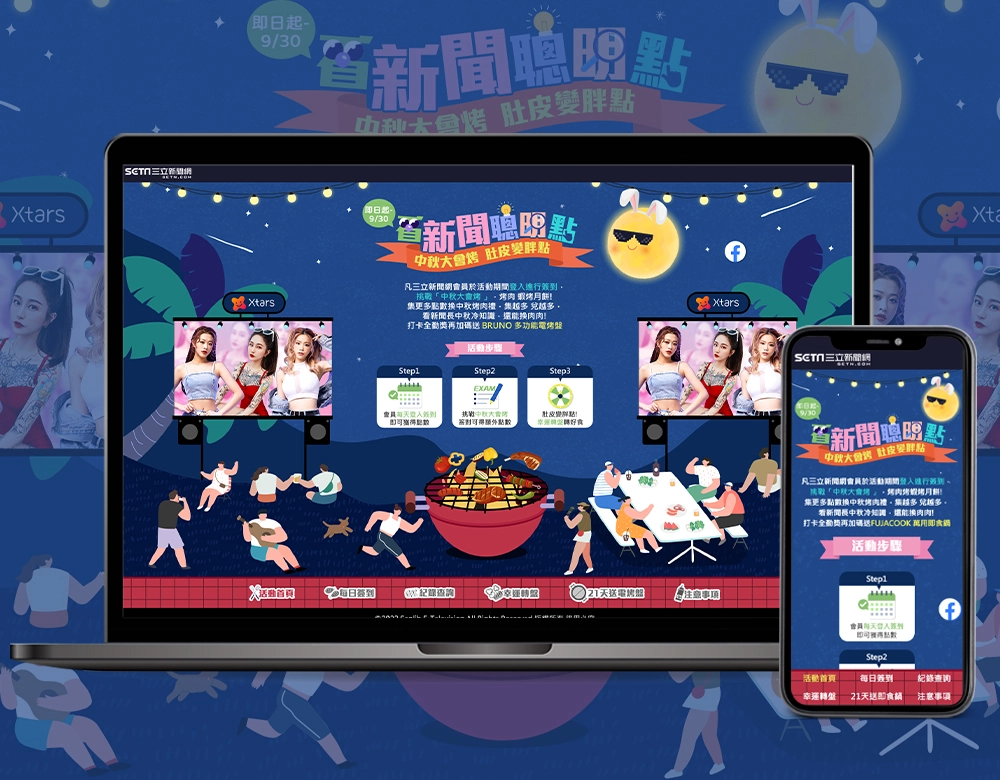 即日起-
9/30
看新聞聰明點
中秋大會烤 肚皮變胖點
Xtars
SETN三立新聞網
SETN.COM
即日起-
9/30
看新聞聰明點
中秋大會烤 肚皮變胖點
凡三立新聞網會員於活動期間登入進行簽到、
挑戰「中秋大會烤」,烤肉 蝦烤月餅!
集更多點數換中秋烤肉禮,集越多 兌越多,
看新聞長中秋冷知識,還能換肉肉!
打卡全勤獎再加碼送 BRUNO 多功能電烤盤
Xtars
Xtars
活動步驟
Step1
會員每天登入簽到
即可獲得點數
Step2
EXAM
挑戰中秋大會烤
答對可得額外點數
Step3
肚皮變胖點!
幸運轉盤轉好食
活動首頁
每日簽到
紀錄查詢
幸運轉盤
21天送電烤盤
注意事項
SETN三立新聞網
SETN.COM
即日起-
9/30
看新聞聰明點
中秋大會烤 肚皮變胖點
凡三立新聞網會員於活動期間登入進行簽到、
挑戰「中秋大會烤」,烤肉烤蝦烤月餅!
集更多點數換中秋烤肉禮,集越多 兌越多,
看新聞長中秋冷知識,還能換肉肉!
打卡全勤獎再加碼送FUJACOOK 萬用即食鍋
活動步驟
Step1
會員每天登入簽到
即可獲得點數
Step2
活動首頁
每日簽到
紀錄查詢
幸運轉盤
21天送即食鍋
注意事項